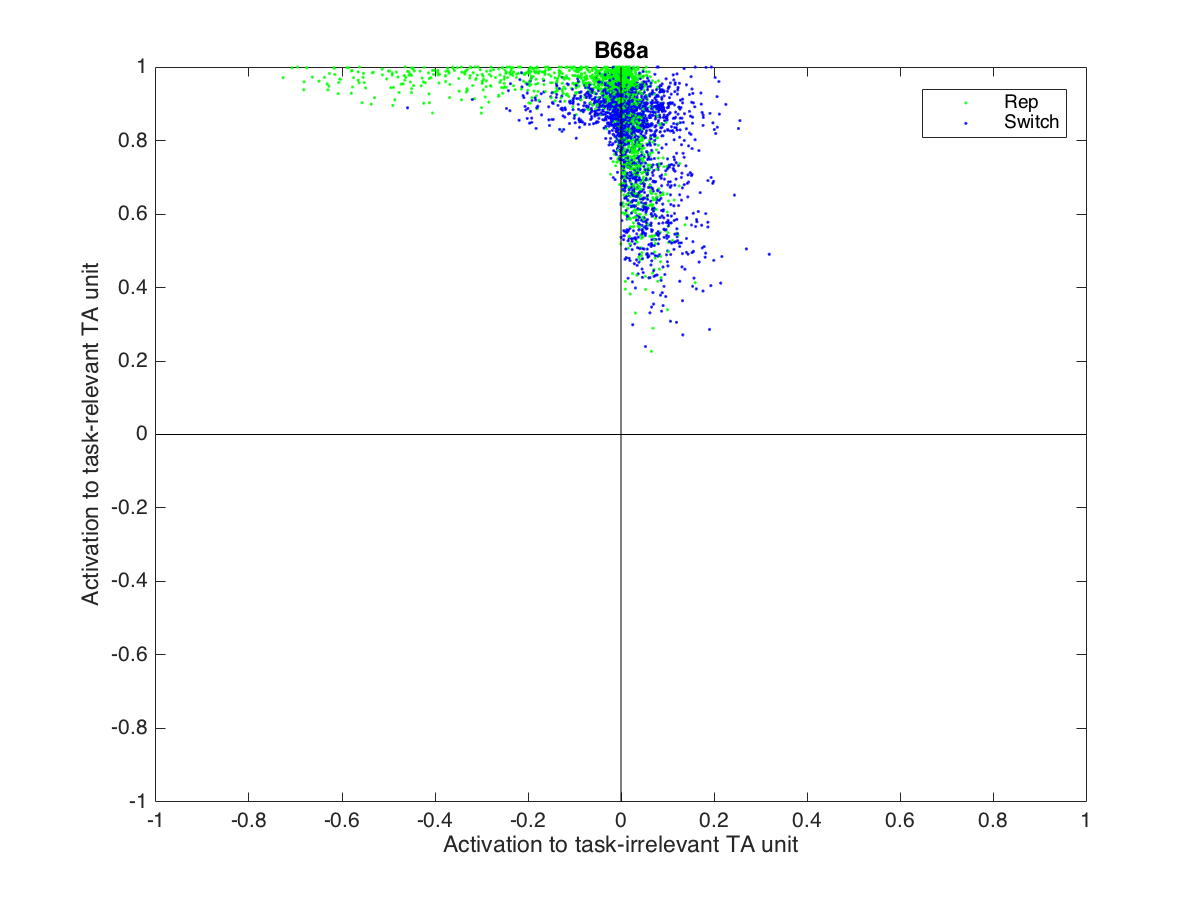 B68a
Rep
Switch
Activation to task-relevant TA unit
1
0.8
0.6
0.4
0.2
0
-0.2
-0.4
-0.6
-0.8
-1
-1 -0.8 -0.6 -0.4 -0.2 0 0.2 0.4 0.6 0.8 1
Activation to task-irrelevant TA unit